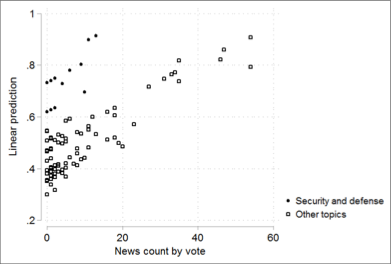 1
.8
.6
.4
.2
Linear prediction
0
20
40
60
News count by vote
Security and defense
Other topics